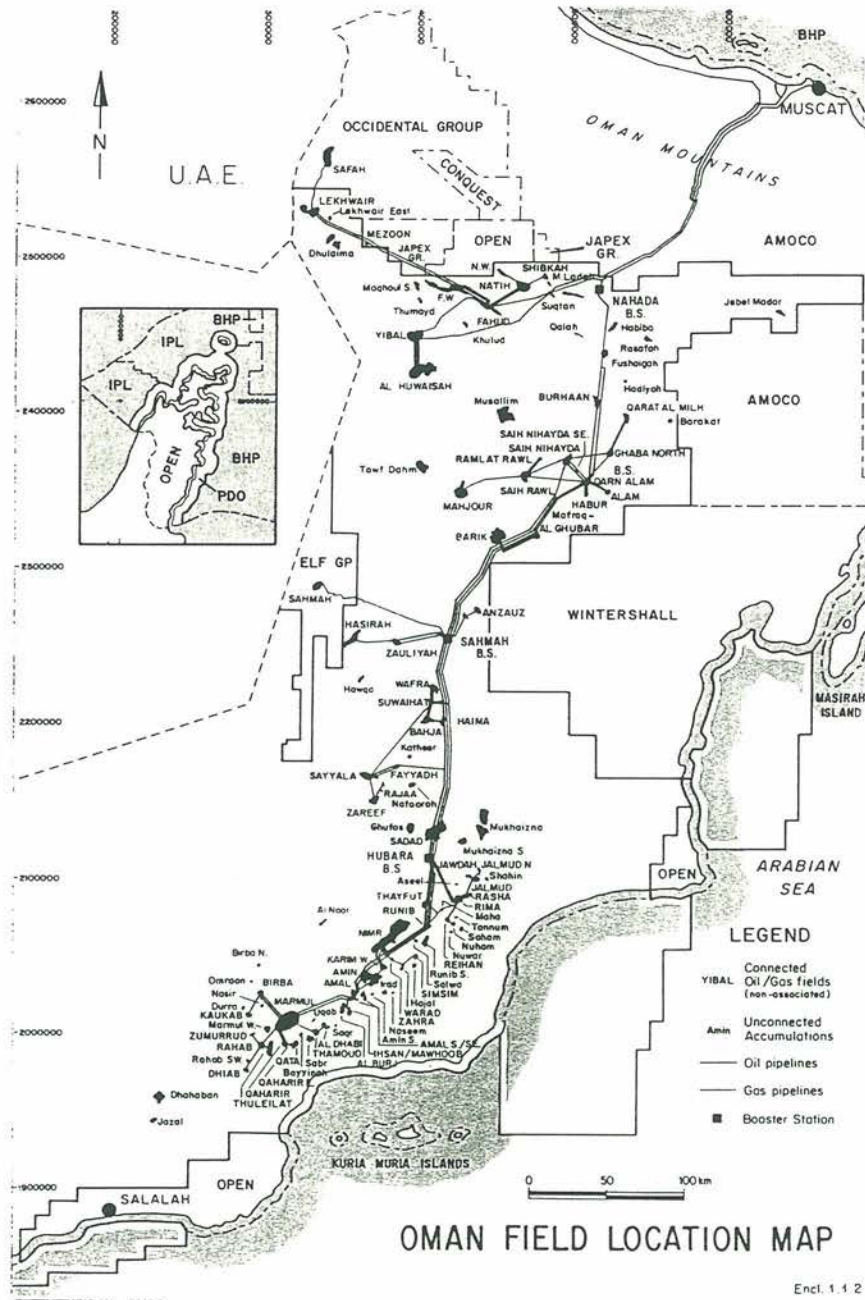 BHP
2600000
MUSCAT
N
OCCIDENTAL GROUP
OMAN MOUNTAINS
U.A.E.
SAFAH
CONQUEST
LEKHWAIR
Lekhwair East
MEZOON
Dhulaima
JAPEX GR.
OPEN
JAPEX GR.
AMOCO
2500000
N.W.
SHIBKAH
Maghoul S.
NATIH
F.W
Suqtan
NAHADA B.S.
Jebel Madar
Thumayd
FAHUD
Qalah
Habiba
YIBAL
Khulud
Rasafah
Fushaigah
AL HUWAISAH
BHP
IPL
IPL
OPEN
BHP
PDO
2400000
Musallim
BURHAAN
QARAT AL MILH
AMOCO
Barakat
SAIH NIHAYDA SE.
SAIH NIHAYDA
RAMLAT RAWL
GHABA NORTH
Tawf Dahm
B.S.
QARN ALAM
SAIH RAWL
HABUR
ALAM
MAHJOUR
Mafraq
AL GHUBAR
BARIK
2300000
ELF GP
SAHMAH
ANZAUZ
WINTERSHALL
HASIRAH
SAHMAH B.S.
ZAULIYAH
Hawqa
WAFRA
MASIRAH ISLAND
SUWAIHAT
2200000
HAIMA
BAHJA
Katheer
SAYYALA
FAYYADH
RAJAA
Nafoorah
ZAREEF
Ghufos
Mukhaizna
SADAD
Mukhaizna S.
HUBARA B.S
JAWDAH
JALMUD N
ARABIAN SEA
2100000
OPEN
Aseel
Shahin
JALMUD
THAYFUT
RASHA
RIMA
RUNIB
Maha
Al Noor
Tannum
NIMR
Saham
Nuham
LEGEND
Nuwar
Birba N.
KARIM W.
REIHAN
YIBAL Connected Oil/Gas fields (non-associated)
AMIN
Runib S.
Omraan
BIRBA
AMAL
Irad
Salwa
Nasir
SIMSIM
Durra
MARMUL
Hajal
Amin Unconnected Accumulations
KAUKAB
Uqab
WARAD
2000000
Marmul W.
Saqr
ZAHRA
ZUMURRUD
Naseem
Oil pipelines
RAHAB
AL DHABI
Amin S.
AMAL S/SE
Rahab SW
QATA
Sabr
THAMOUD
IHSAN/MAWHOOB
Gas pipelines
DHIAB
Bayyinah
AL BURJ
QAHARIR E
QAHARIR
Dhahaban
THULEILAT
Booster Station
Jazal
KURIA MURIA ISLANDS
1900000
OPEN
0 50 100km
SALALAH
OMAN FIELD LOCATION MAP
Encl. 1.1.2